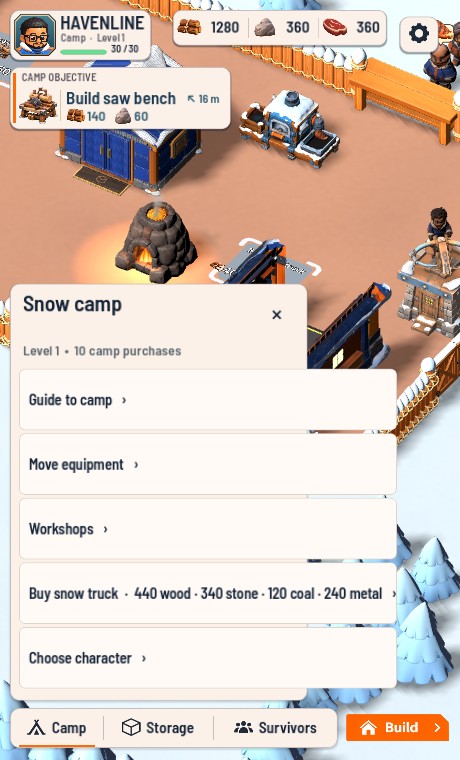 HAVENLINE
Camp · Level 1
30/30
1280
360
360
CAMP OBJECTIVE
Build saw bench
16 m
140
60
Snow camp
×
Level 1 • 10 camp purchases
Guide to camp ›
Move equipment ›
Workshops ›
Buy snow truck · 440 wood · 340 stone · 120 coal · 240 metal ›
Choose character ›
Camp
Storage
Survivors
Build ›